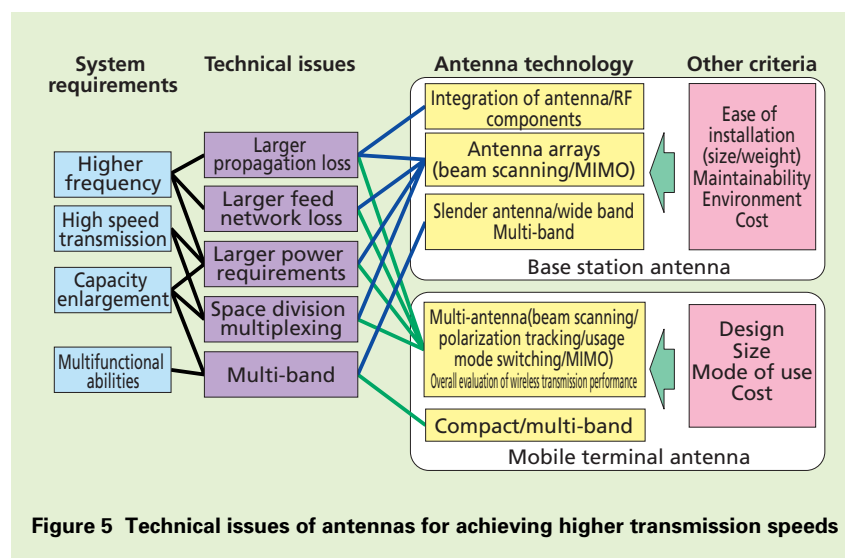 System
requirements
Technical issues
Antenna technology
Other criteria
Higher
frequency
High speed
transmission
Capacity
enlargement
Multifunctional
abilities
Larger
propagation loss
Larger feed
network loss
Larger power
requirements
Space division
multiplexing
Multi-band
Integration of antenna/RF
components
Antenna arrays
(beam scanning/MIMO)
Slender antenna/wide band
Multi-band
Base station antenna
Ease of
installation
(size/weight)
Maintainability
Environment
Cost
Multi-antenna(beam scanning/
polarization tracking/usage
mode switching/MIMO)
Overall evaluation of wireless transmission performance
Compact/multi-band
Mobile terminal antenna
Design
Size
Mode of use
Cost
Figure 5 Technical issues of antennas for achieving higher transmission speeds